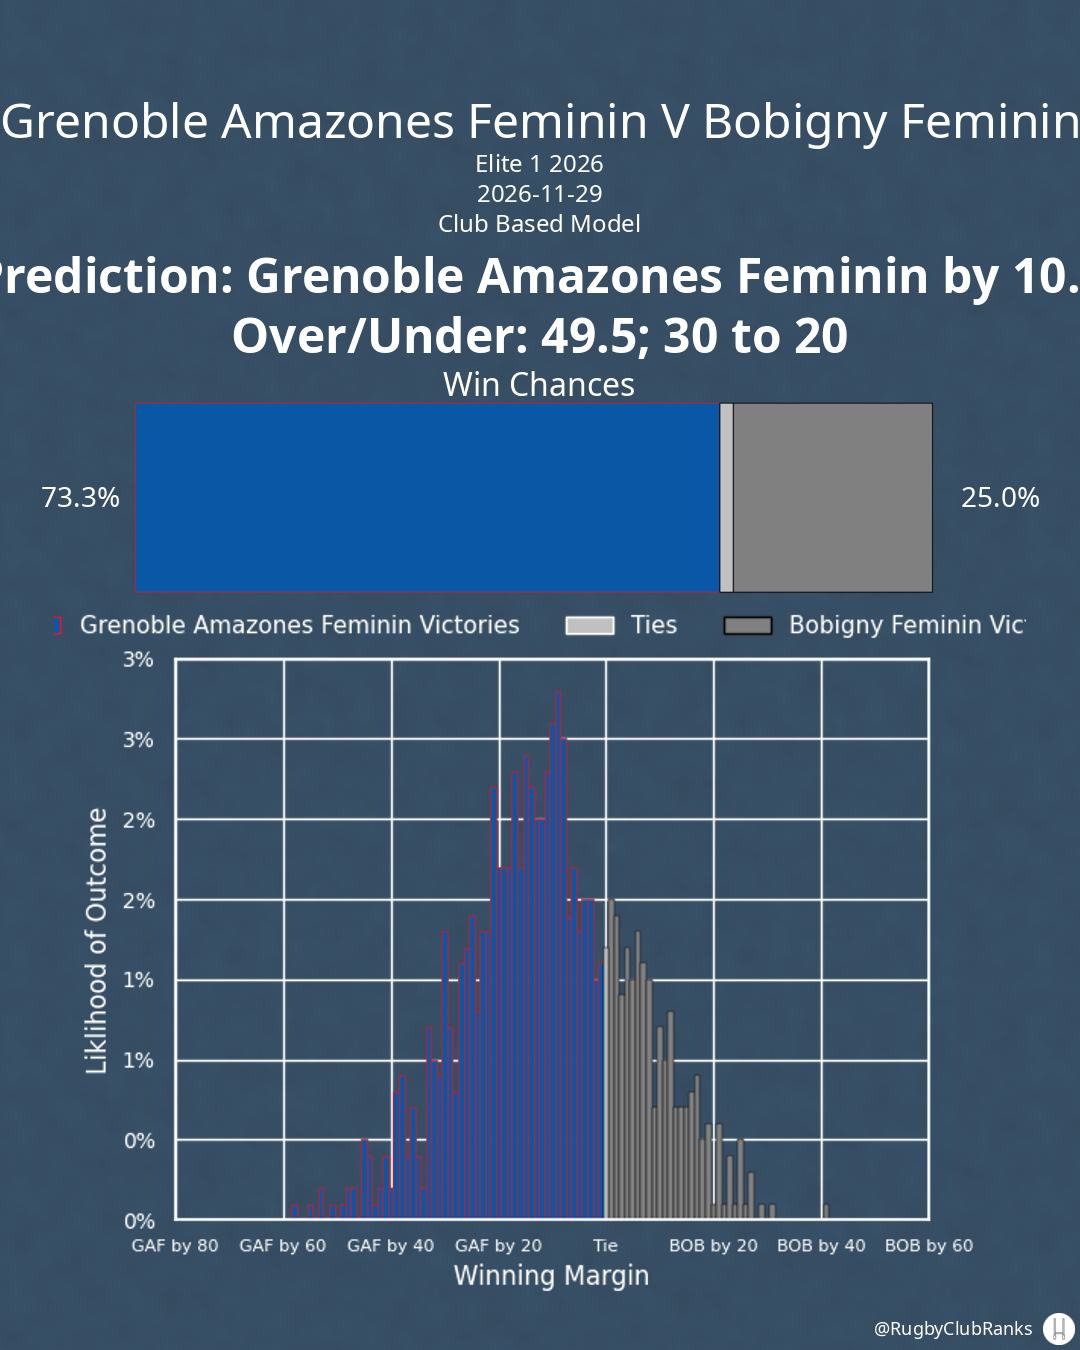 Grenoble Amazones Feminin V Bobigny Feminin
Elite 1 2026
2026-11-29
Club Based Model
Prediction: Grenoble Amazones Feminin by 10.
Over/Under: 49.5; 30 to 20
Win Chances
73.3%
25.0%
Grenoble Amazones Feminin Victories Ties Bobigny Feminin Vic
3%
3%
2%
2%
1%
1%
0%
0%
Liklihood of Outcome
GAF by 80 GAF by 60 GAF by 40 GAF by 20 Tie BOB by 20 BOB by 40 BOB by 60
Winning Margin
@RugbyClubRanks